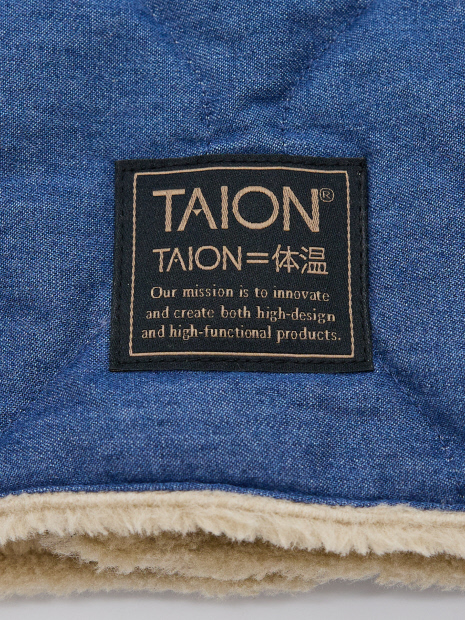 TAION®
TAION=体温
Our mission is to innovate
and create both high-design
and high-functional products.